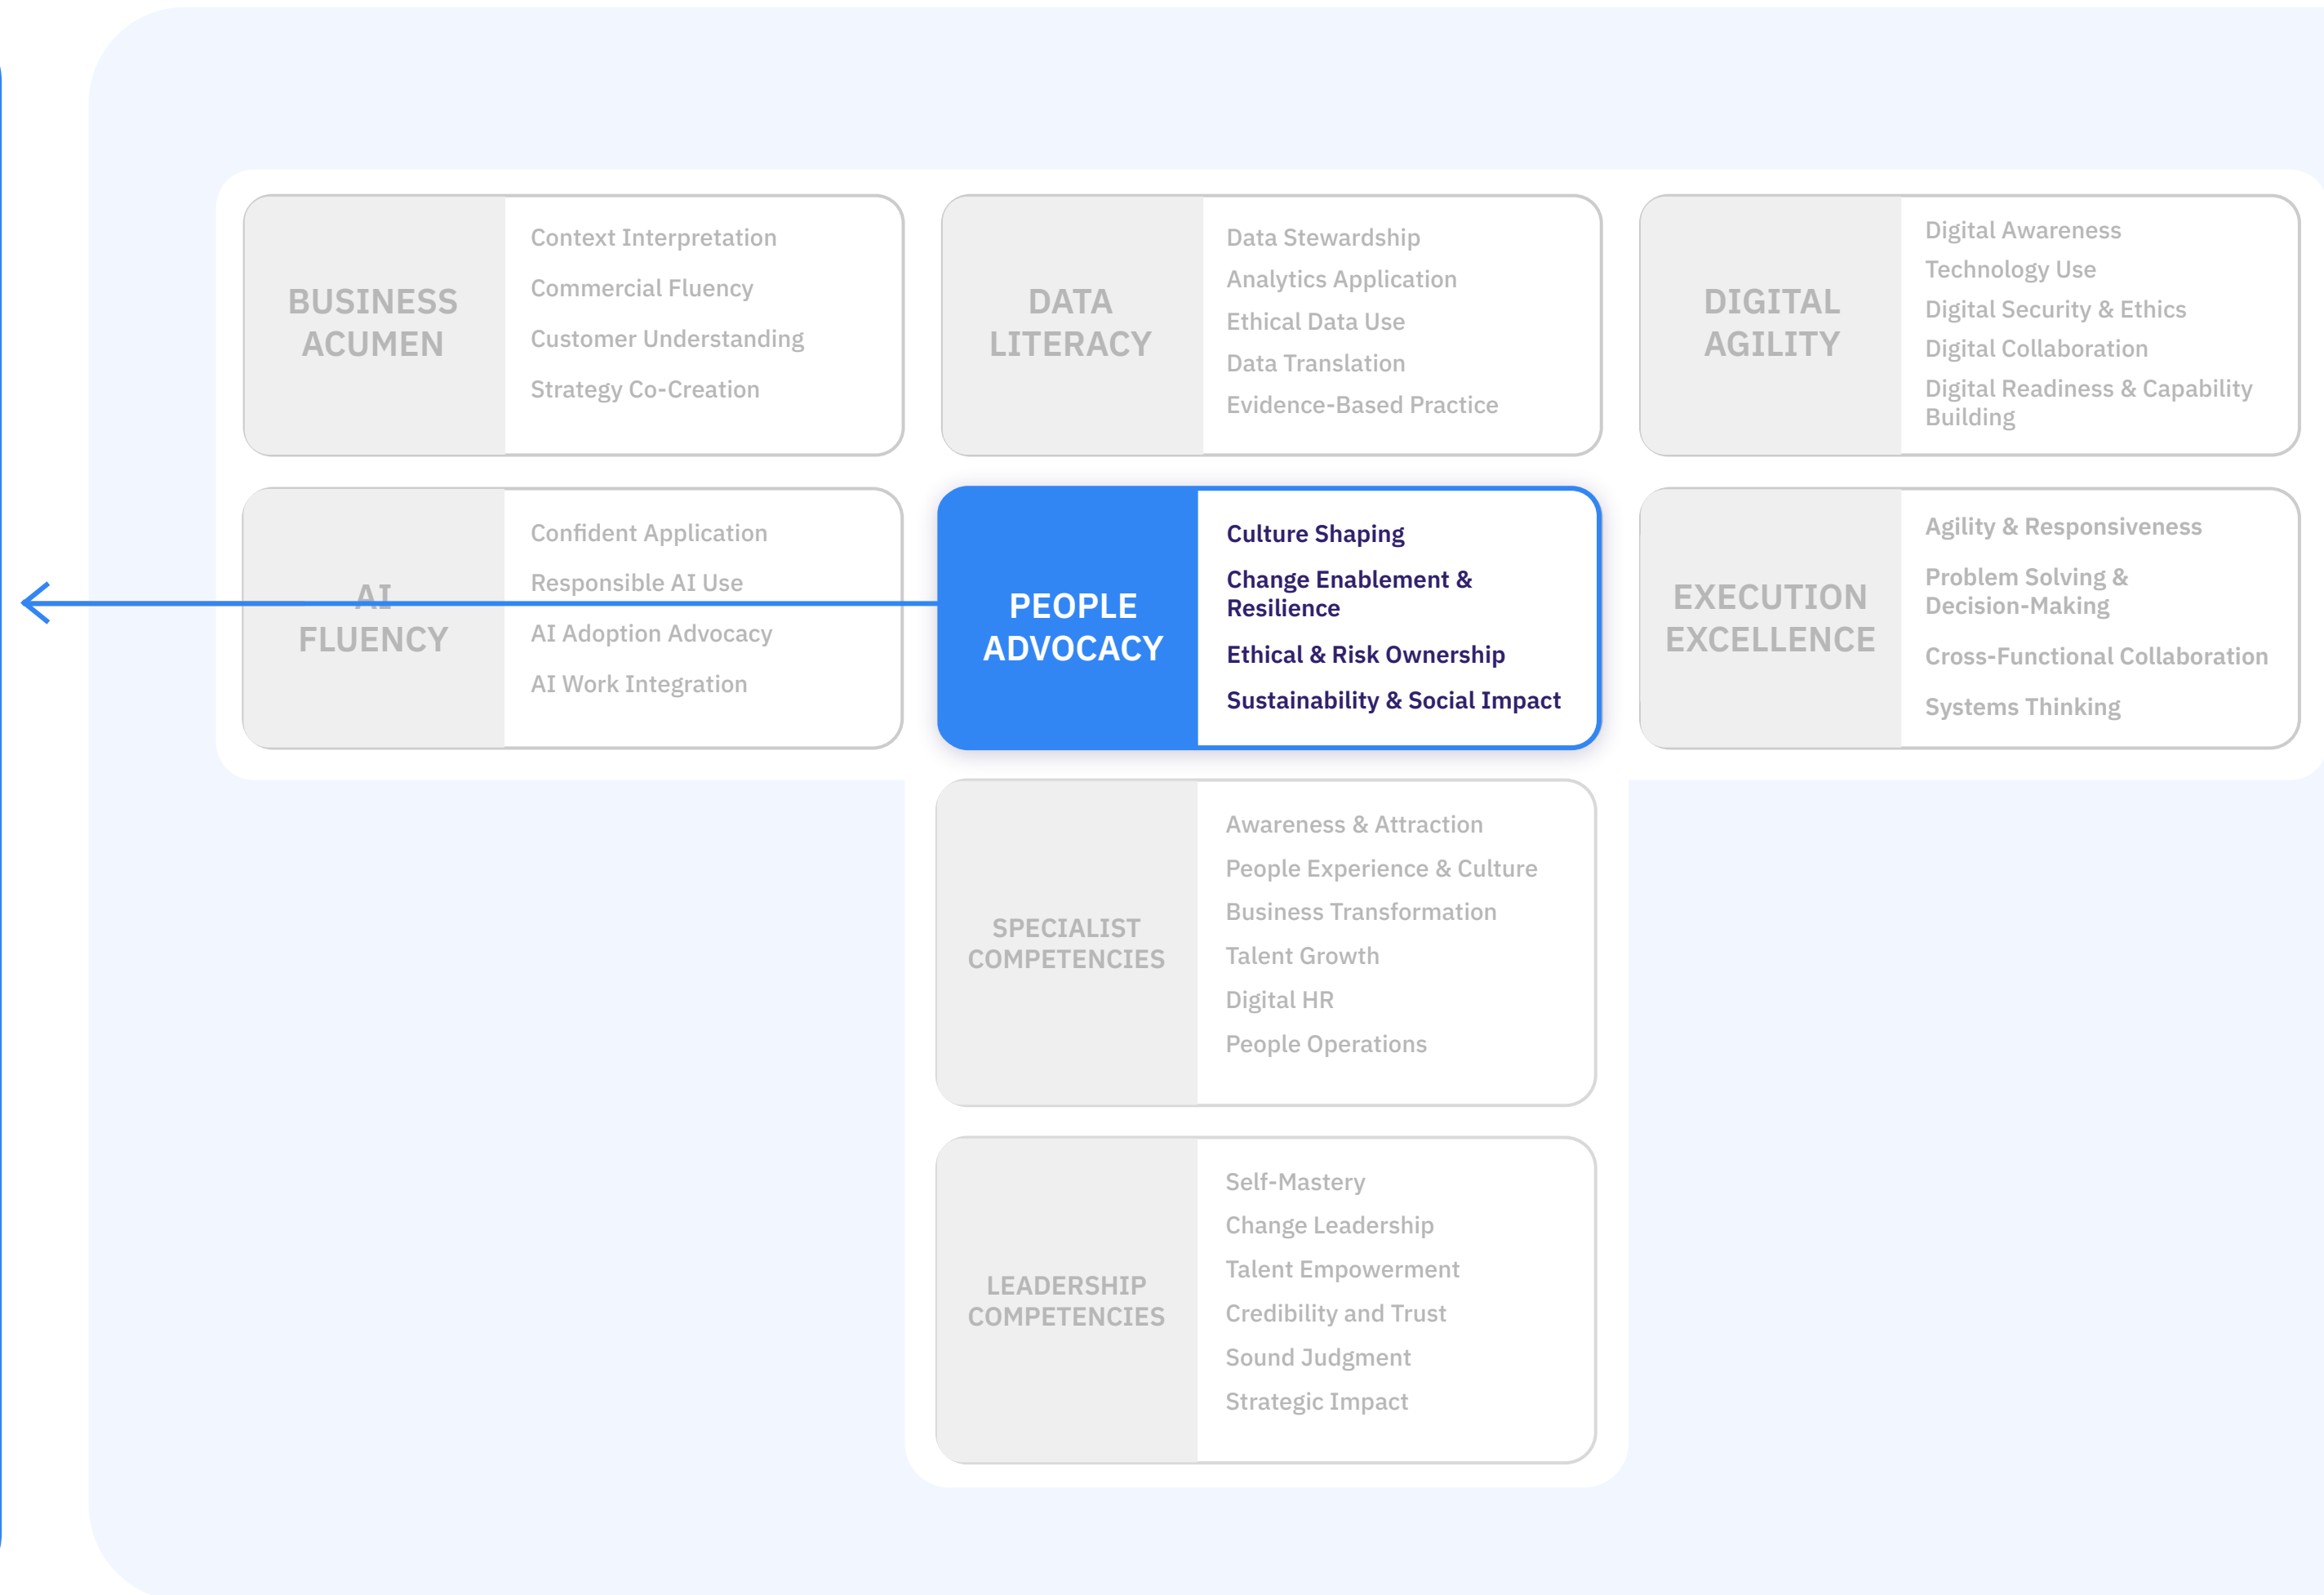 BUSINESS
ACUMEN
Context Interpretation
Commercial Fluency
Customer Understanding
Strategy Co-Creation
DATA
LITERACY
Data Stewardship
Analytics Application
Ethical Data Use
Data Translation
Evidence-Based Practice
DIGITAL
AGILITY
Digital Awareness
Technology Use
Digital Security & Ethics
Digital Collaboration
Digital Readiness & Capability
Building
AI
FLUENCY
Confident Application
Responsible AI Use
AI Adoption Advocacy
AI Work Integration
PEOPLE
ADVOCACY
Culture Shaping
Change Enablement &
Resilience
Ethical & Risk Ownership
Sustainability & Social Impact
EXECUTION
EXCELLENCE
Agility & Responsiveness
Problem Solving &
Decision-Making
Cross-Functional Collaboration
Systems Thinking
SPECIALIST
COMPETENCIES
Awareness & Attraction
People Experience & Culture
Business Transformation
Talent Growth
Digital HR
People Operations
LEADERSHIP
COMPETENCIES
Self-Mastery
Change Leadership
Talent Empowerment
Credibility and Trust
Sound Judgment
Strategic Impact